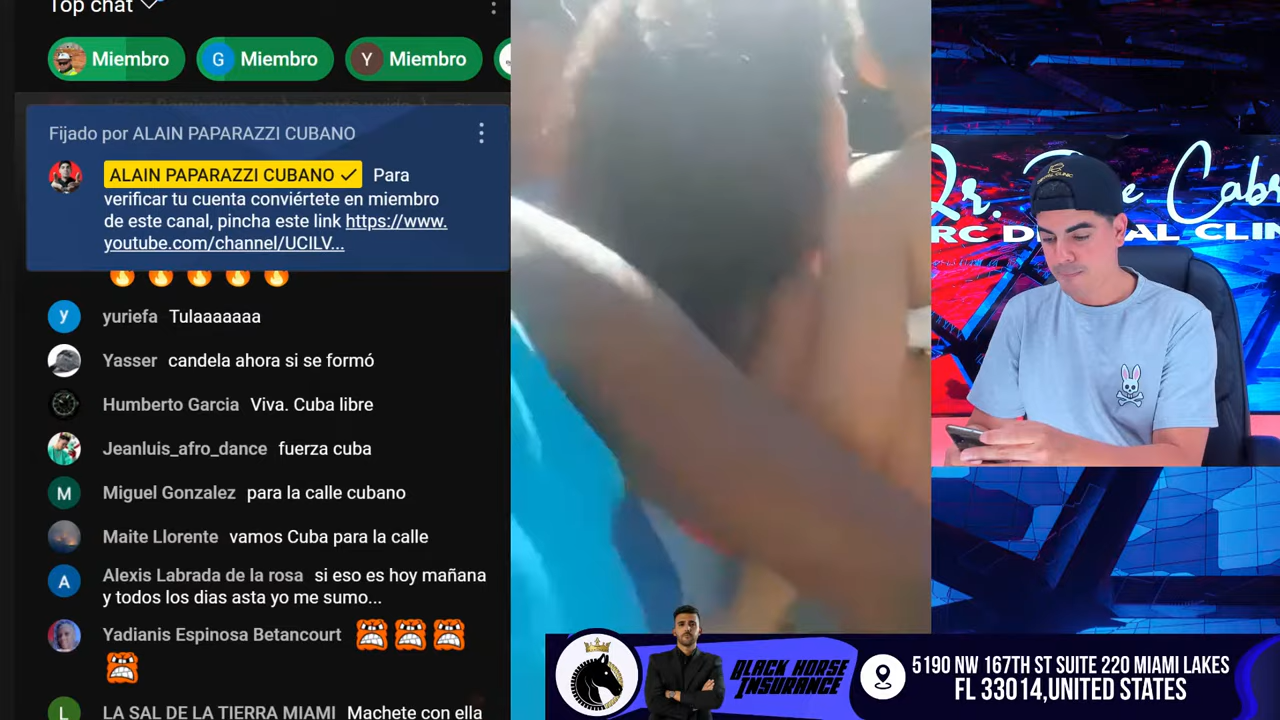 Top chat
Miembro
G Miembro
Y Miembro
Fijado por ALAIN PAPARAZZI CUBANO
ALAIN PAPARAZZI CUBANO Para
verificar tu cuenta conviértete en miembro
de este canal, pincha este link https://www.
youtube.com/channel/UCILV...
y yuriefa Tulaaaaaaa
Yasser candela ahora si se formó
Humberto Garcia Viva. Cuba libre
Jeanluis_afro_dance fuerza cuba
M Miguel Gonzalez para la calle cubano
Maite Llorente vamos Cuba para la calle
A Alexis Labrada de la rosa si eso es hoy mañana
y todos los dias asta yo me sumo...
Yadianis Espinosa Betancourt
L LA SAL DE LA TIERRA MIAMI Machete con ella
BLACK HORSE
INSURANCE
5190 NW 167TH ST SUITE 220 MIAMI LAKES
FL 33014,UNITED STATES